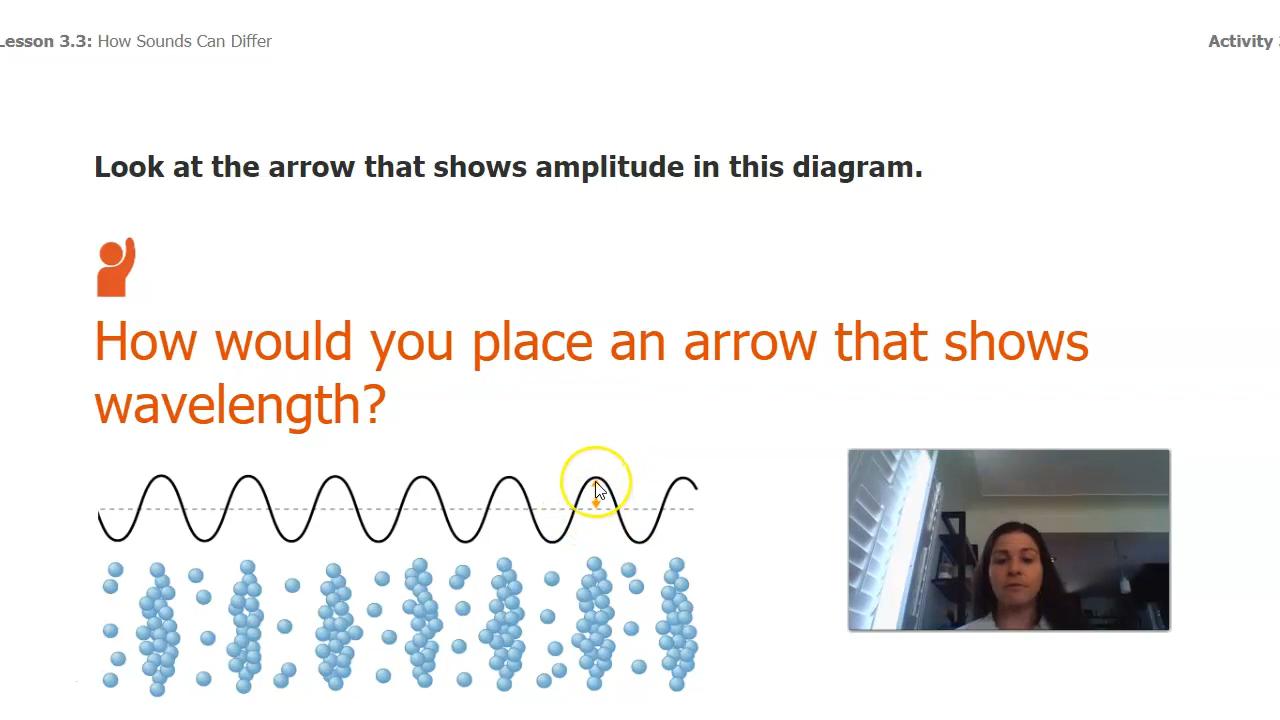 Lesson 3.3: How Sounds Can Differ
Activity
Look at the arrow that shows amplitude in this diagram.
How would you place an arrow that shows
wavelength?